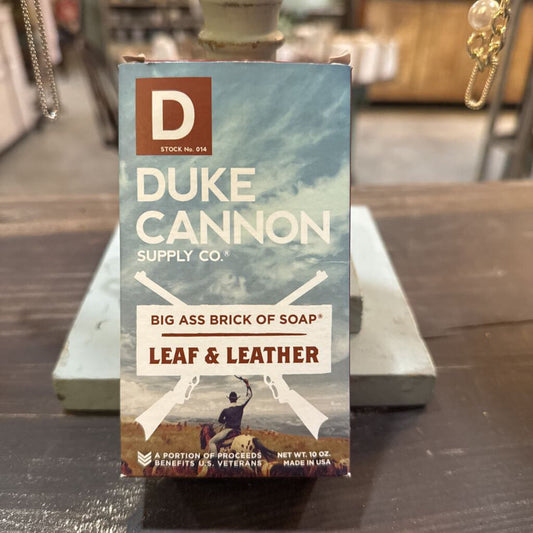 D
STOCK No. 014
DUKE
CANNON
SUPPLY CO.®
BIG ASS BRICK OF SOAP®
LEAF & LEATHER
A PORTION OF PROCEEDS
BENEFITS U.S. VETERANS
NET WT. 10 OZ.
MADE IN USA